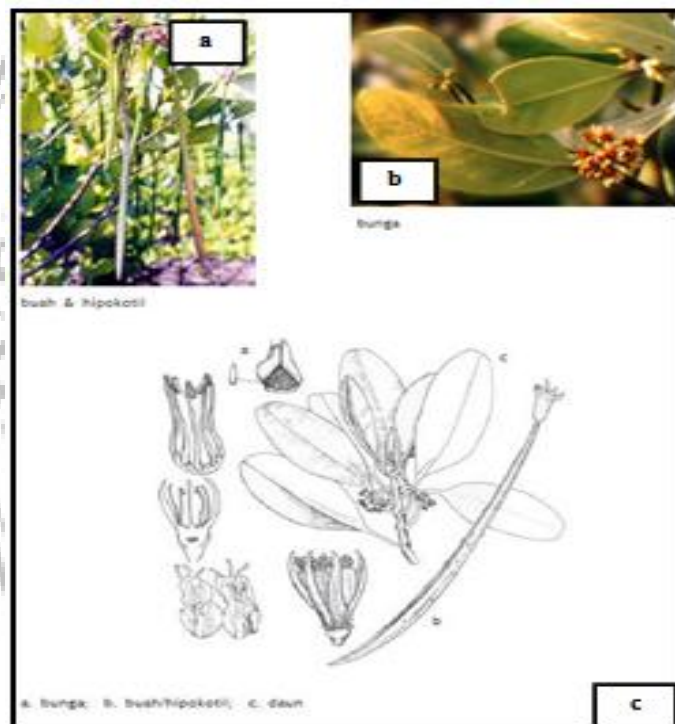 a
b
bunga
buah & hipokotil
a
c
b
a. bunga; b. buah/hipokotil; c. daun
c